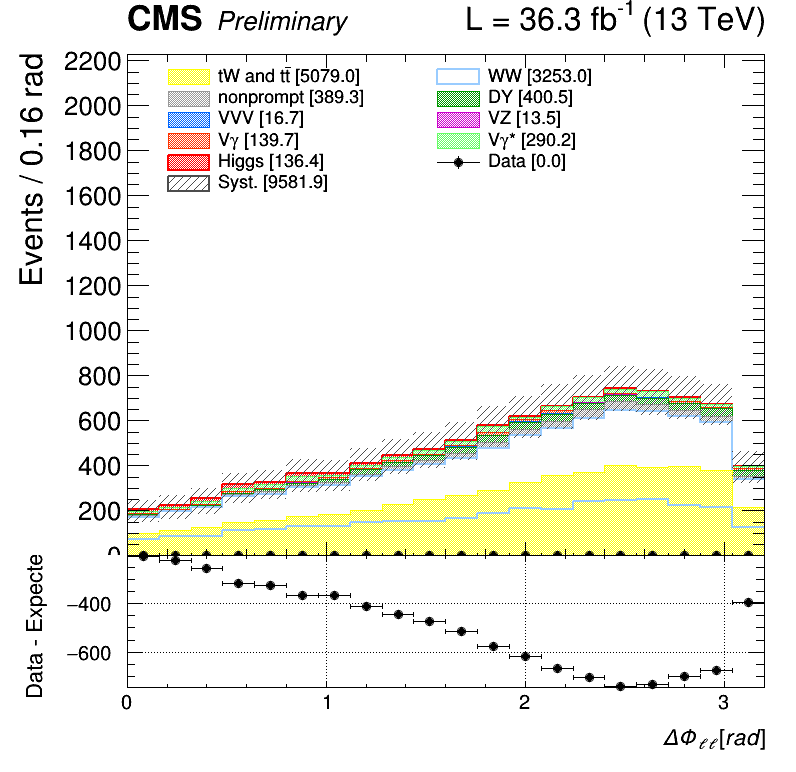 CMS Preliminary L = 36.3 fb⁻¹ (13 TeV)
Events / 0.16 rad
2200
2000
1800
1600
1400
1200
1000
800
600
400
200
0
tW and tt̄ [5079.0]
nonprompt [389.3]
VVV [16.7]
Vγ [139.7]
Higgs [136.4]
Syst. [9581.9]
WW [3253.0]
DY [400.5]
VZ [13.5]
Vγ* [290.2]
Data [0.0]
Data - Expecte
−400
−600
0 1 2 3
ΔΦℓℓ[rad]